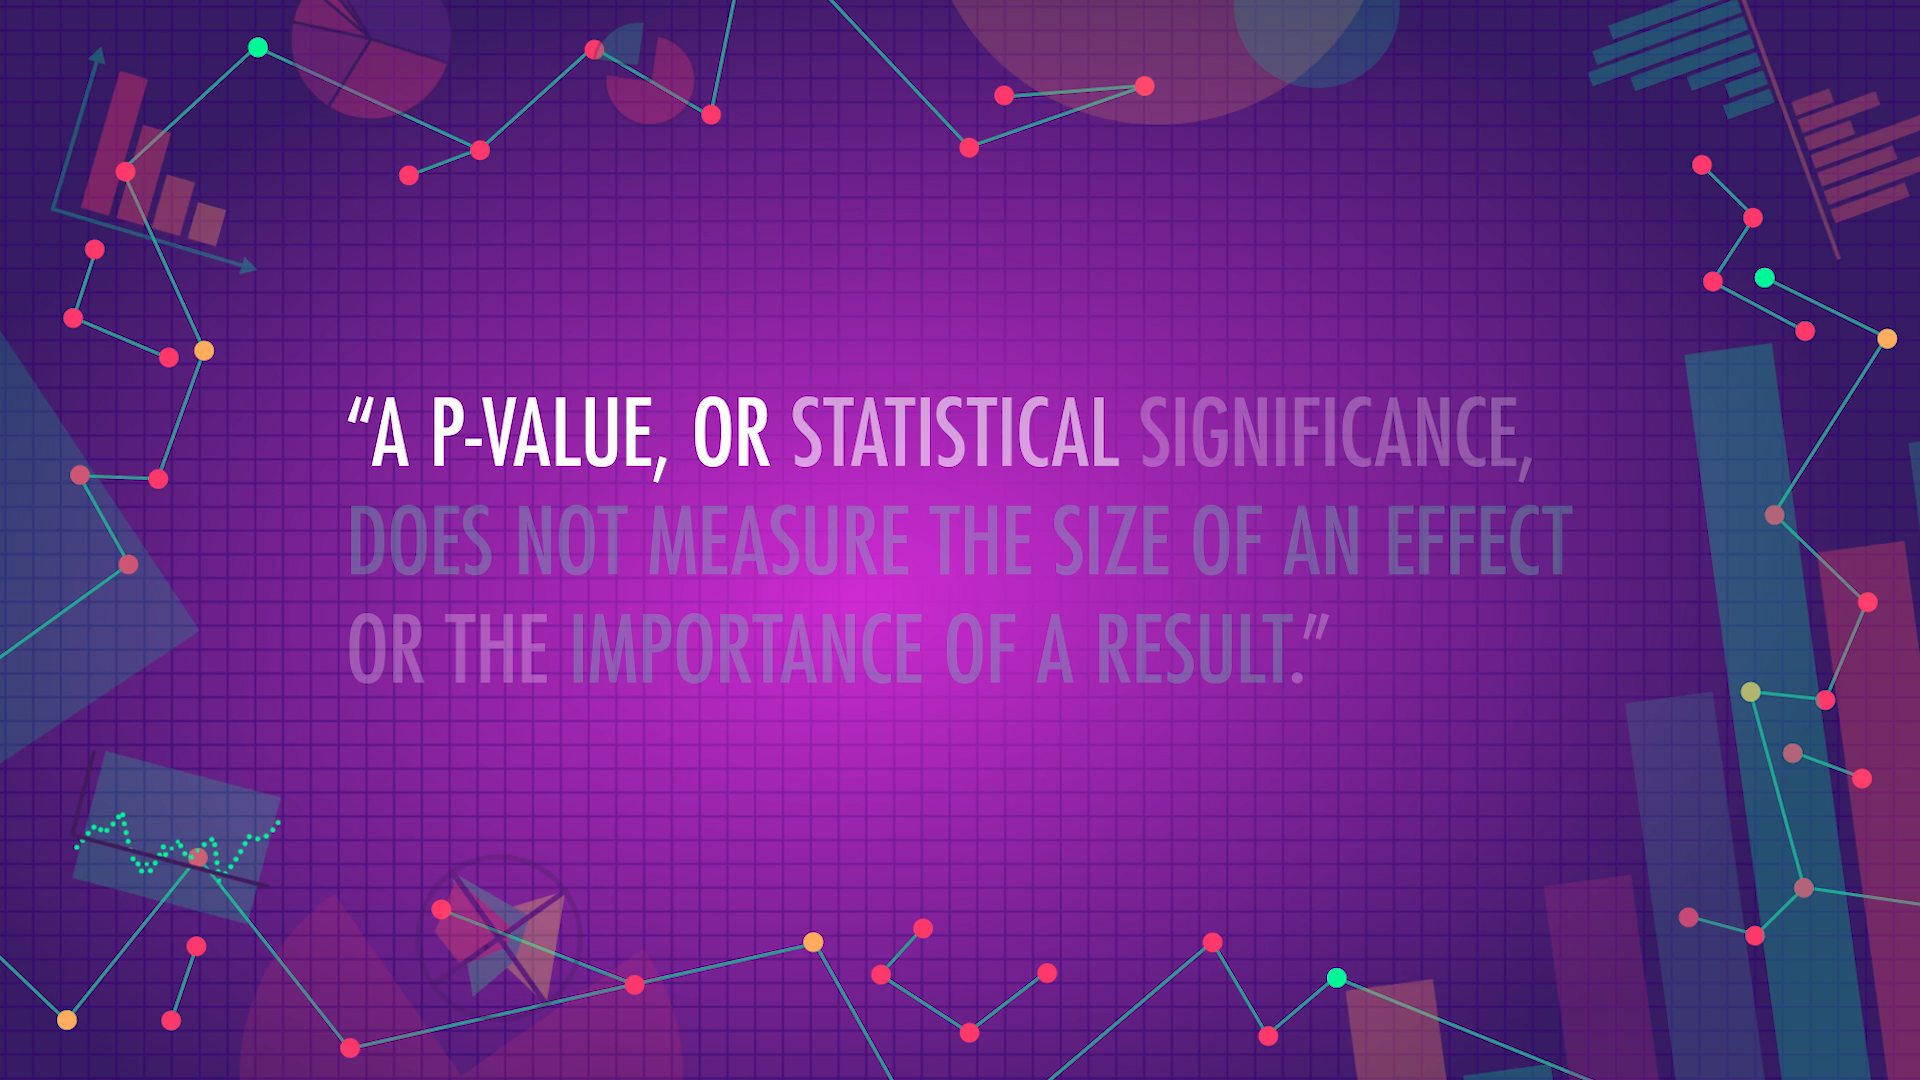 “A P-VALUE, OR STATISTICAL SIGNIFICANCE,
DOES NOT MEASURE THE SIZE OF AN EFFECT
OR THE IMPORTANCE OF A RESULT.”